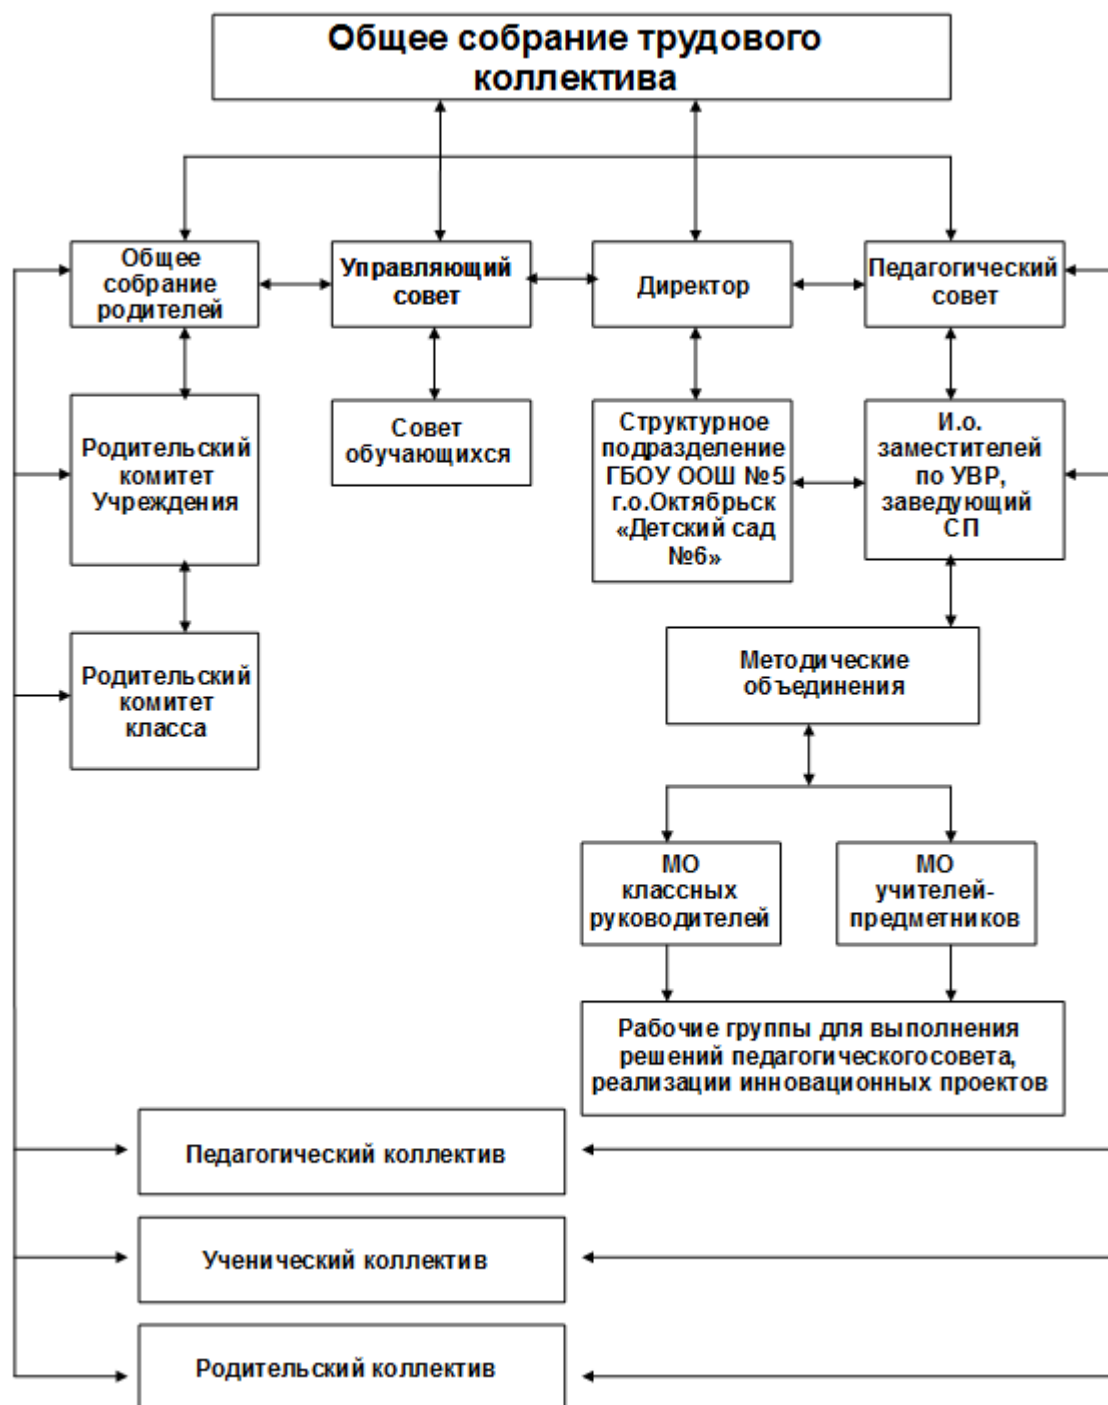 Общее собрание трудового
коллектива
Общее
собрание
родителей
Управляющий
совет
Директор
Педагогический
совет
Родительский
комитет
Учреждения
Совет
обучающихся
Структурное
подразделение
ГБОУ ООШ №5
г.о.Октябрьск
«Детский сад
№6»
И.о.
заместителей
по УВР,
заведующий
СП
Родительский
комитет
класса
Методические
объединения
МО
классных
руководителей
МО
учителей-
предметников
Рабочие группы для выполнения
решений педагогическогосовета,
реализации инновационных проектов
Педагогический коллектив
Ученический коллектив
Родительский коллектив